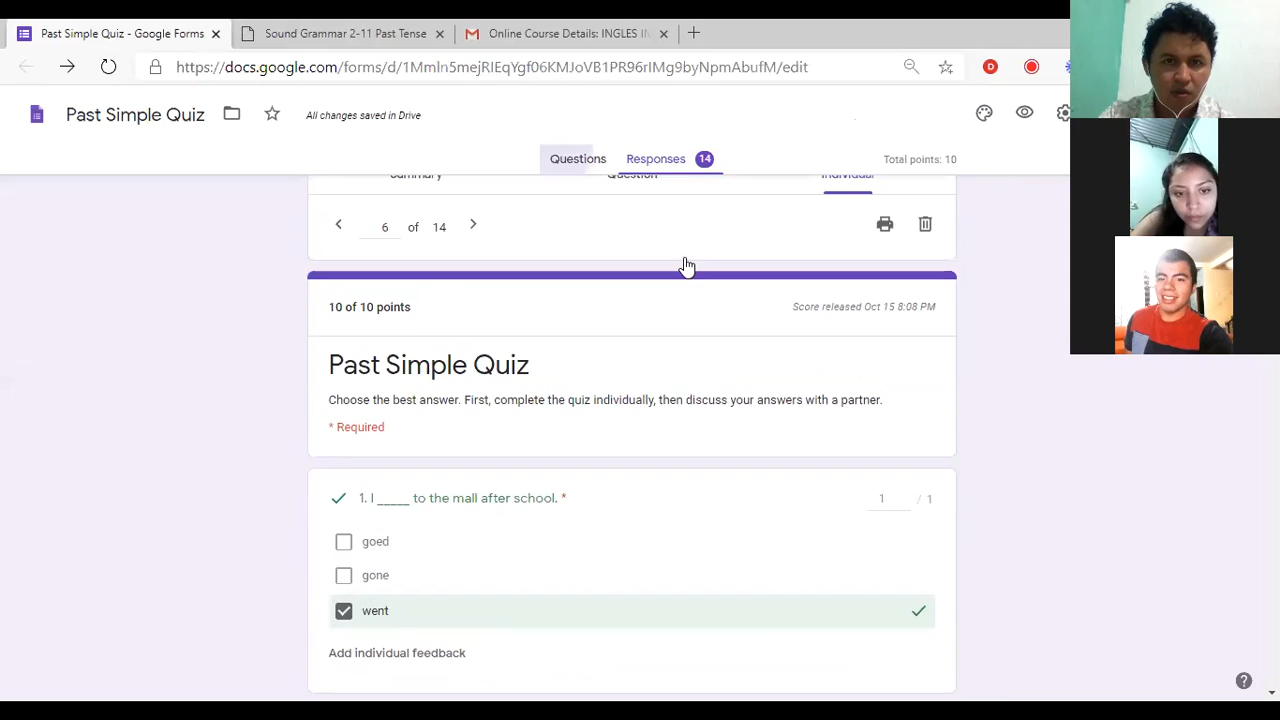 Past Simple Quiz - Google Forms
Sound Grammar 2-11 Past Tense
Online Course Details: INGLES IN
https://docs.google.com/forms/d/1Mmln5mejRIEqYgf06KMJoVB1PR96rIMg9byNpmAbufM/edit
Past Simple Quiz
All changes saved in Drive
Questions
Responses 14
Total points: 10
Summary
Question
Individual
6 of 14
10 of 10 points
Score released Oct 15 8:08 PM
Past Simple Quiz
Choose the best answer. First, complete the quiz individually, then discuss your answers with a partner.
* Required
1. I _____ to the mall after school. *
1 / 1
goed
gone
went
Add individual feedback